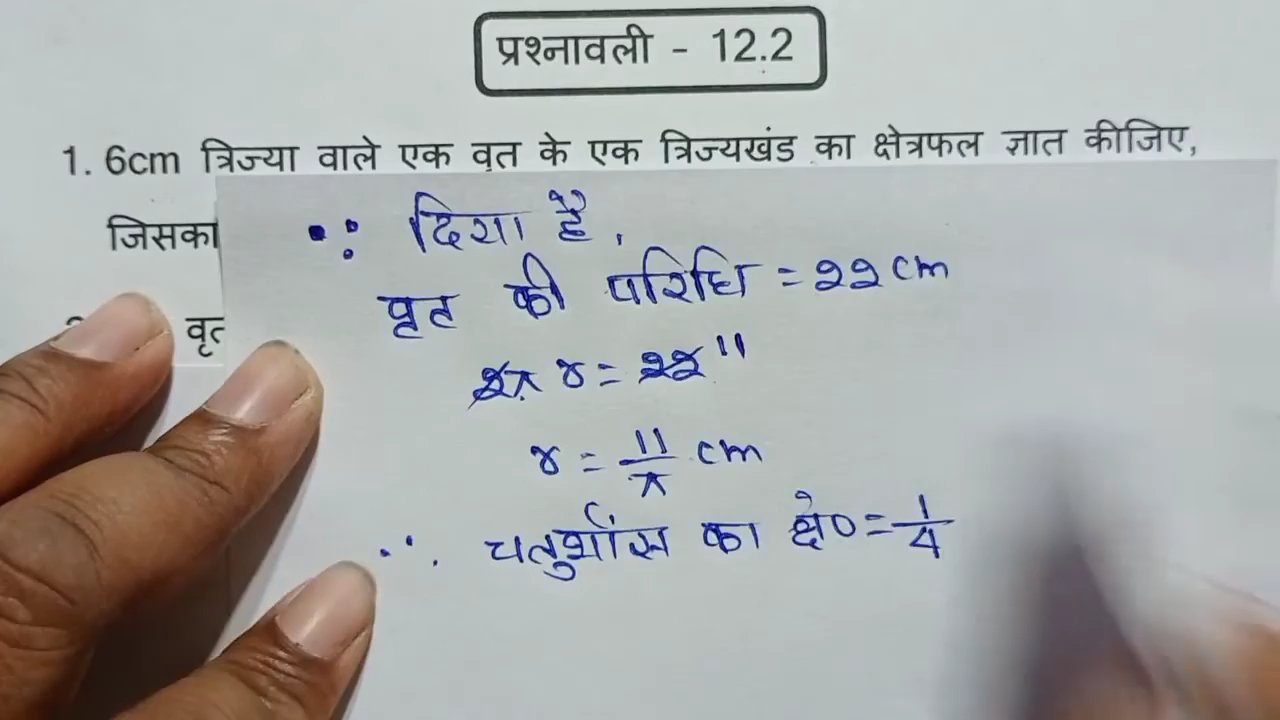 प्रश्नावली - 12.2
1. 6cm त्रिज्या वाले एक वृत के एक त्रिज्यखंड का क्षेत्रफल ज्ञात कीजिए,
जिसका
∵ दिया है,
वृत की परिधि = 22 cm
2πr = 22 11
r = 11/π cm
वृत
∴ चतुर्थांस का क्षे० = 1/4